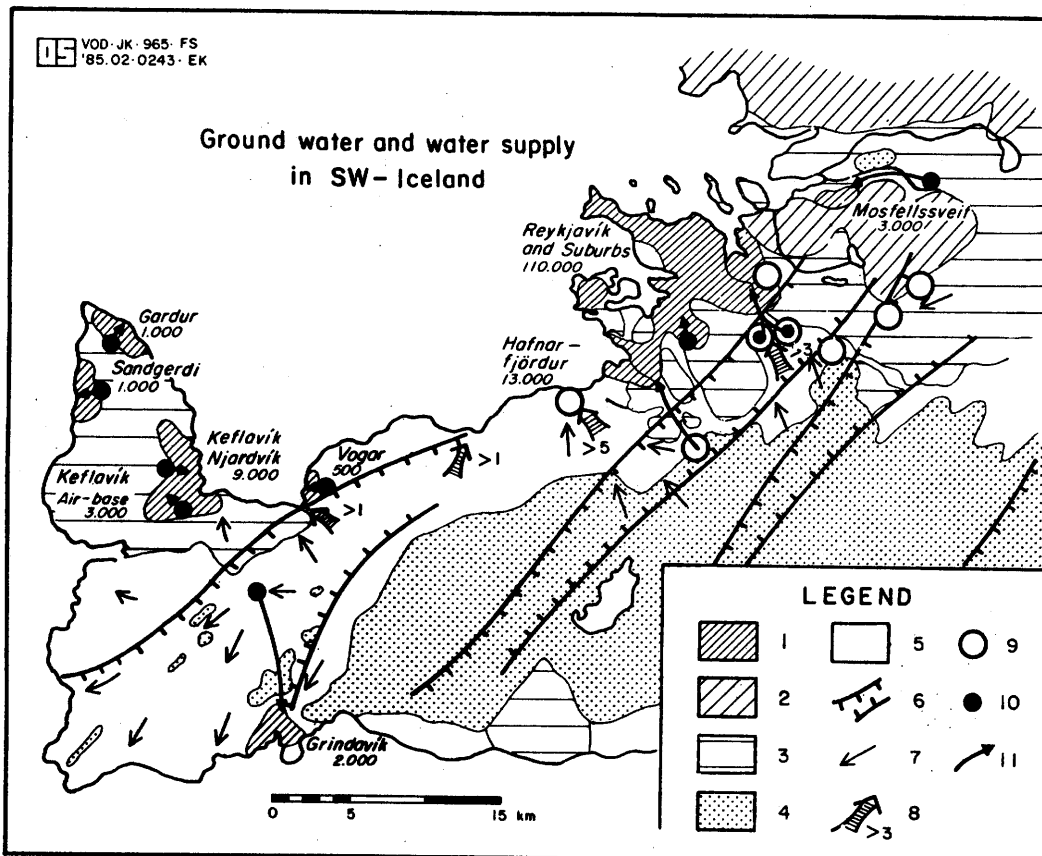 OS VOD·JK·965·FS
'85.02·0243·EK
Ground water and water supply
in SW-Iceland
Mosfellssveit
3.000
Reykjavík
and Suburbs
110.000
Gardur
1.000
Sandgerdi
1.000
Hafnar-
fjördur
13.000
Keflavík
Njardvík
9.000
Vogar
500
Keflavík
Air-base
3.000
>1
>1
>5
~3
Grindavík
2.000
0 5 15
km
LEGEND
1 5 9
2 6 10
3 7 11
4 >3 8